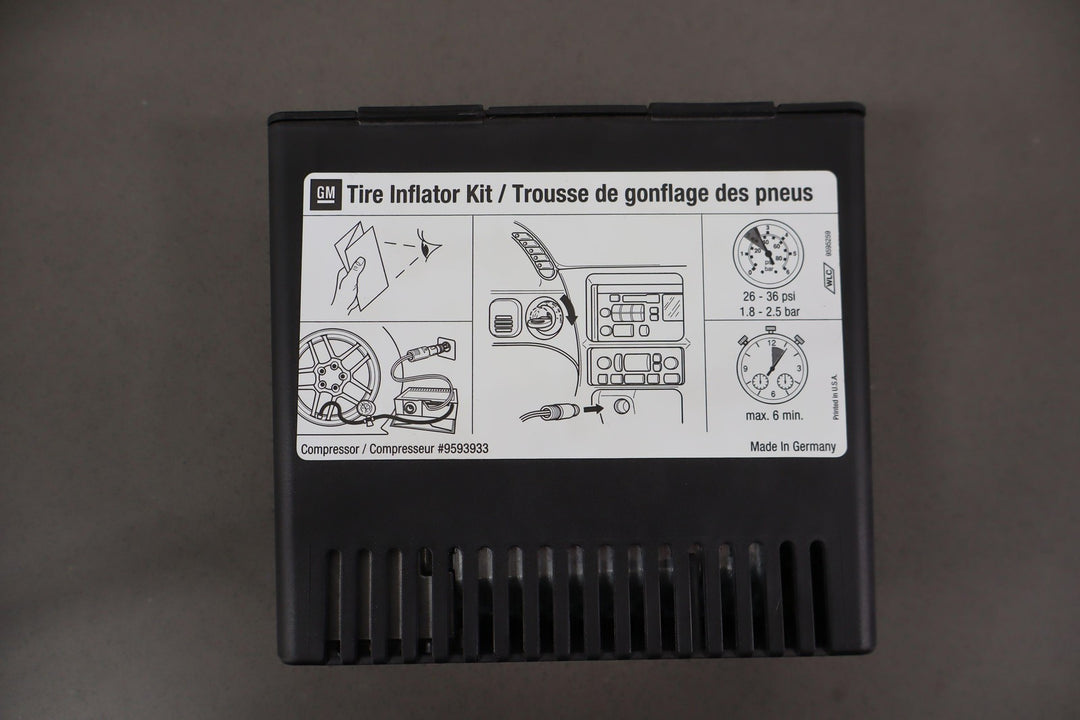 GM Tire Inflator Kit / Trousse de gonflage des pneus
26 - 36 psi
1.8 - 2.5 bar
WLC 9595259
12
3
6
9
max. 6 min.
Printed In U.S.A.
Compressor / Compresseur #9593933
Made In Germany